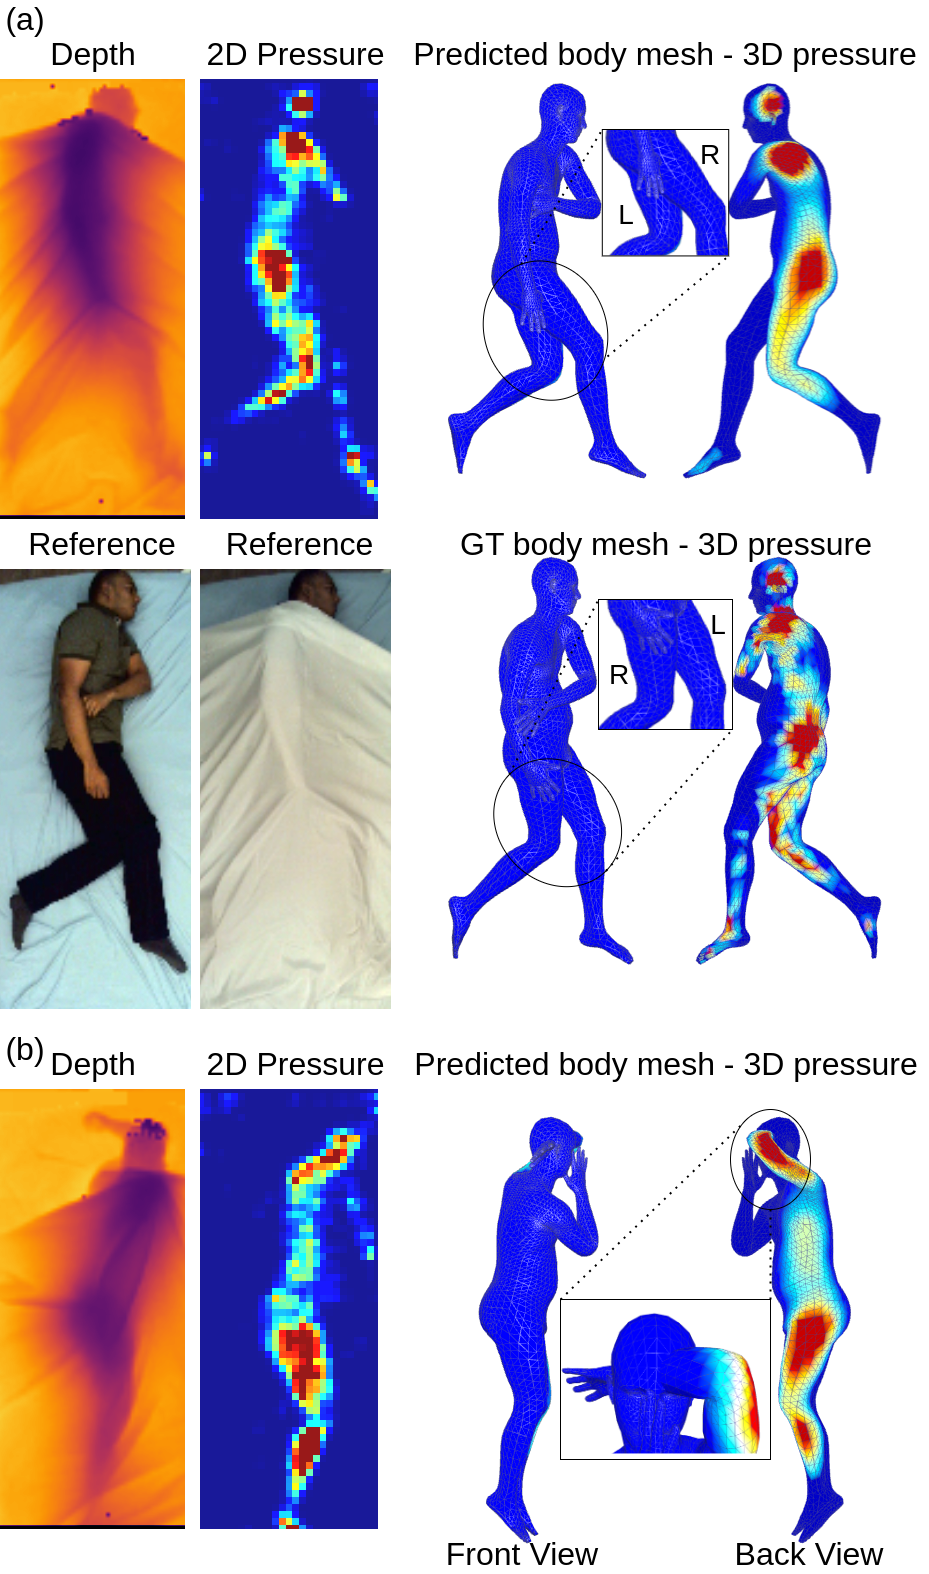 (a)
Depth 2D Pressure Predicted body mesh - 3D pressure
R
L
Reference Reference GT body mesh - 3D pressure
L
R
(b)
Depth 2D Pressure Predicted body mesh - 3D pressure
Front View Back View